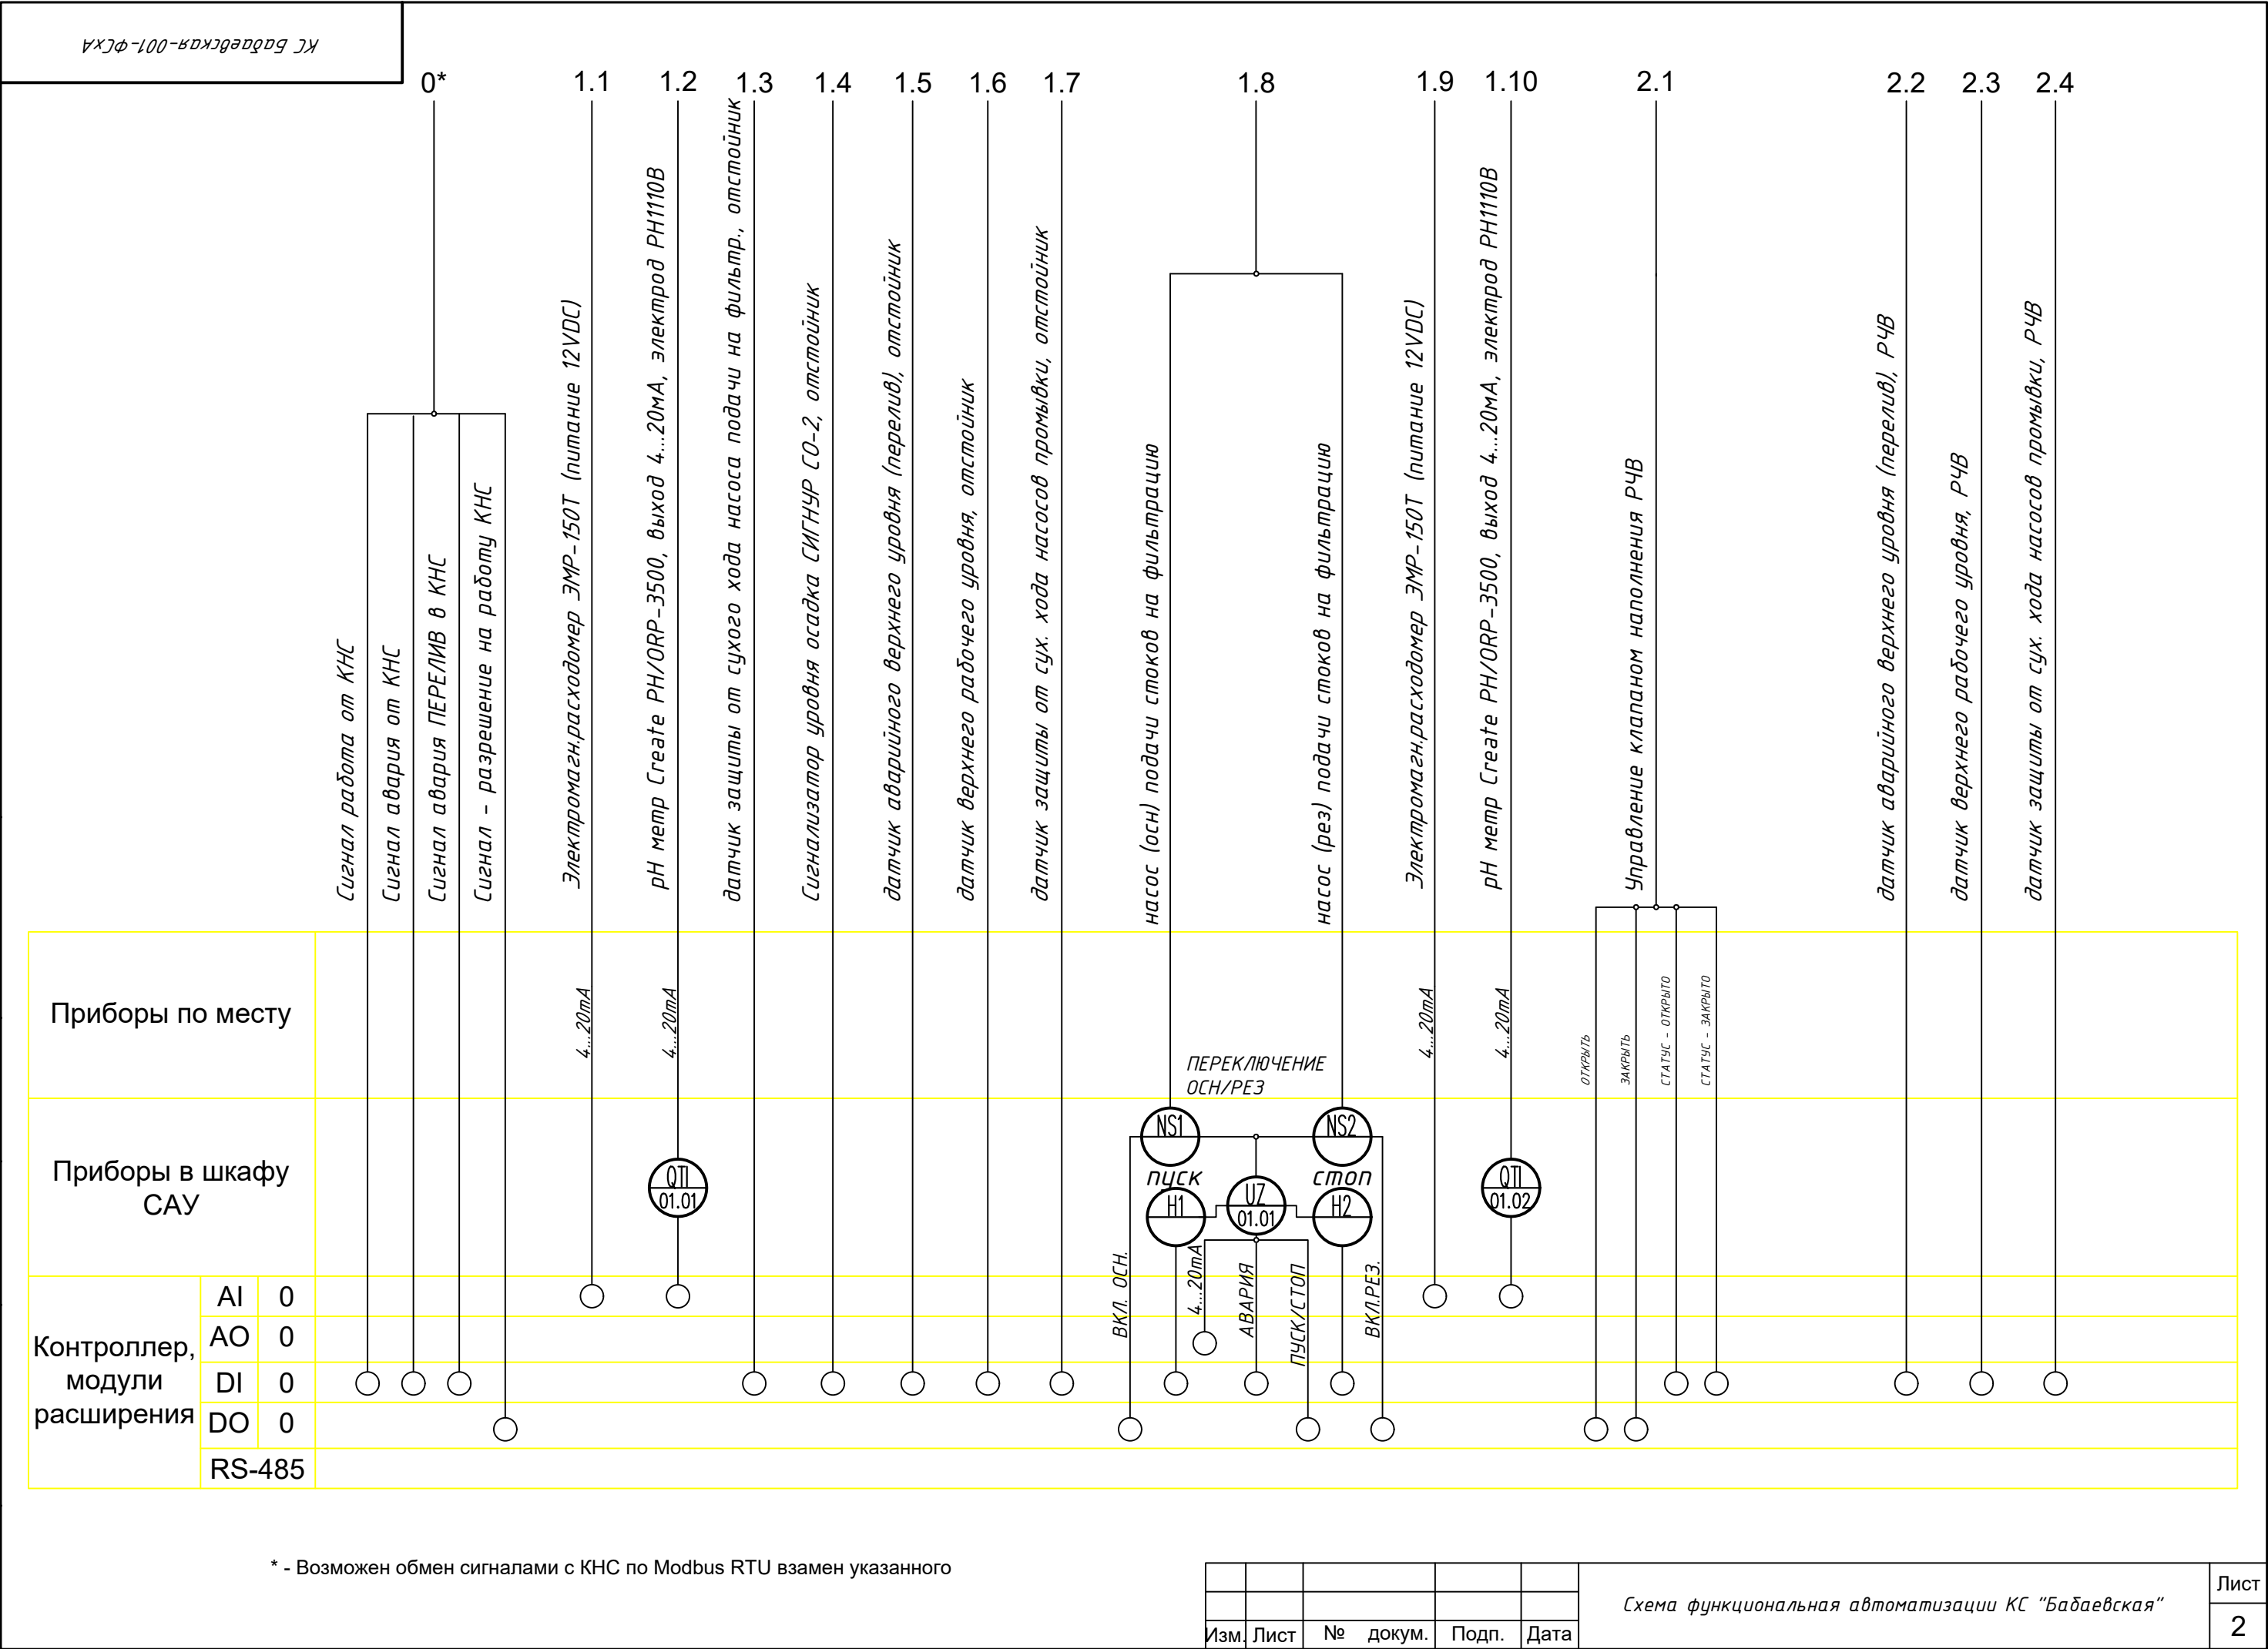 КС Бабаевская-001-ФСхА
0*
1.1
1.2
1.3
1.4
1.5
1.6
1.7
1.8
1.9
1.10
2.1
2.2
2.3
2.4
Сигнал работа от КНС
Сигнал авария от КНС
Сигнал авария ПЕРЕЛИВ в КНС
Сигнал - разрешение на работу КНС
Электромагн.расходомер ЭМР-150Т (питание 12VDC)
pH метр Create PH/ORP-3500, выход 4...20мА, электрод PH1110B
датчик защиты от сухого хода насоса подачи на фильтр., отстойник
Сигнализатор уровня осадка СИГНУР СО-2, отстойник
датчик аварийного верхнего уровня (перелив), отстойник
датчик верхнего рабочего уровня, отстойник
датчик защиты от сух. хода насосов промывки, отстойник
насос (осн) подачи стоков на фильтрацию
насос (рез) подачи стоков на фильтрацию
Электромагн.расходомер ЭМР-150Т (питание 12VDC)
pH метр Create PH/ORP-3500, выход 4...20мА, электрод PH1110B
Управление клапаном наполнения РЧВ
датчик аварийного верхнего уровня (перелив), РЧВ
датчик верхнего рабочего уровня, РЧВ
датчик защиты от сух. хода насосов промывки, РЧВ
Приборы по месту
4...20mA
4...20mA
ПЕРЕКЛЮЧЕНИЕ
ОСН/РЕЗ
4...20mA
4...20mA
ОТКРЫТЬ
ЗАКРЫТЬ
СТАТУС - ОТКРЫТО
СТАТУС - ЗАКРЫТО
Приборы в шкафу
САУ
QTI
01.01
NS1
NS2
пуск
стоп
H1
UZ
01.01
H2
QTI
01.02
ВКЛ. ОСН.
4...20mA
АВАРИЯ
ПУСК/СТОП
ВКЛ.РЕЗ.
Контроллер,
модули
расширения
AI 0
AO 0
DI 0
DO 0
RS-485
* - Возможен обмен сигналами с КНС по Modbus RTU взамен указанного
Изм. Лист № докум. Подп. Дата
Схема функциональная автоматизации КС "Бабаевская"
Лист
2